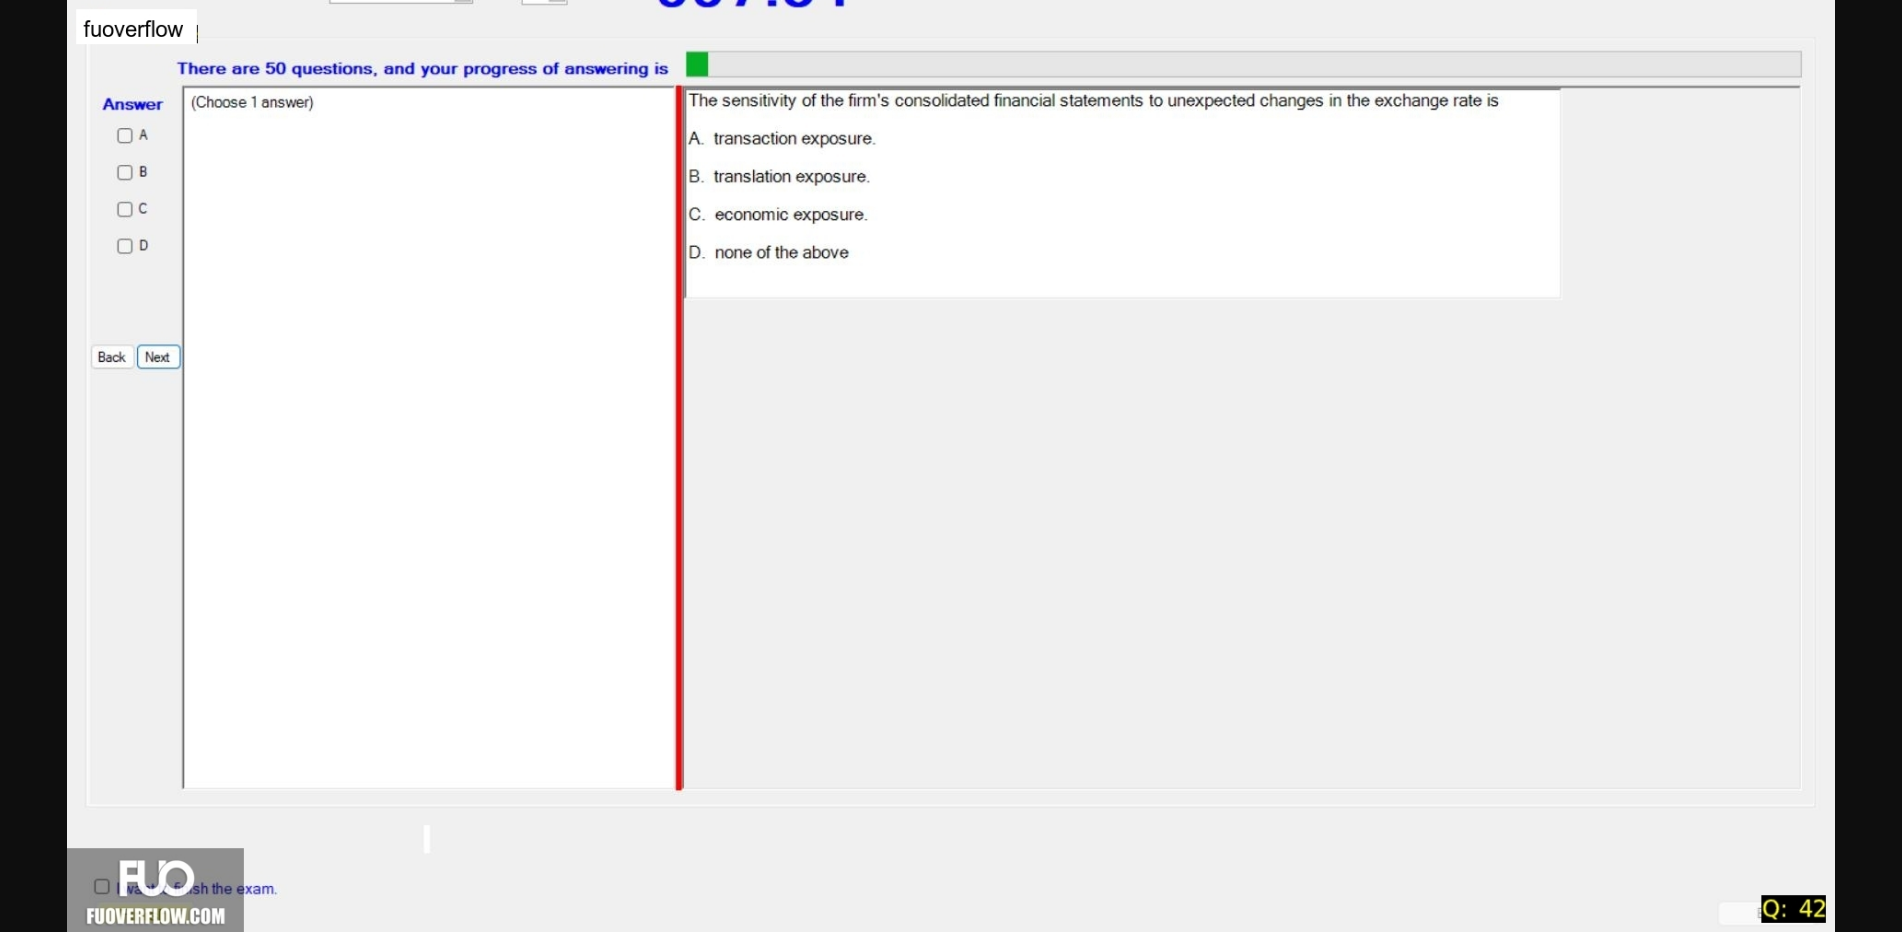 fuoverflow
There are 50 questions, and your progress of answering is
Answer
(Choose 1 answer)
A
B
C
D
Back Next
The sensitivity of the firm's consolidated financial statements to unexpected changes in the exchange rate is
A. transaction exposure.
B. translation exposure.
C. economic exposure.
D. none of the above
FUO
sh the exam.
FUOVERFLOW.COM
Q: 42